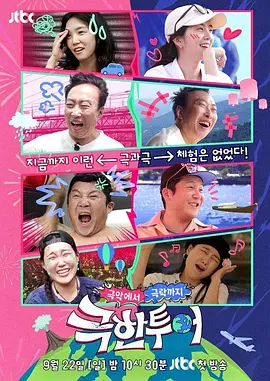 jtbc
지금까지 이런 ← 극과극 → 체험은 없었다!
극악에서 극락까지
극한투어
9월 22일 [일] 밤 10시 30분 jtbc 첫 방송